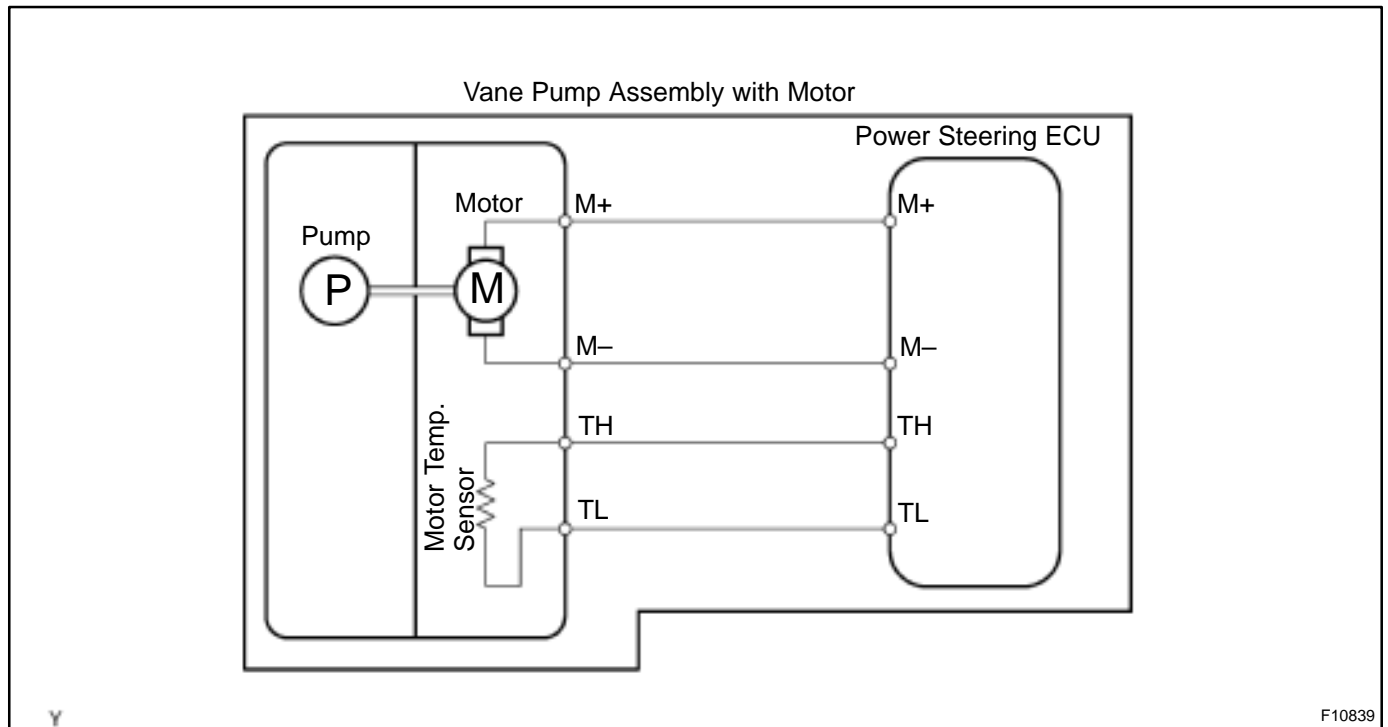 Vane Pump Assembly with Motor
Power Steering ECU
Motor
M+
M+
Pump
P
M
M–
M–
Motor Temp.
Sensor
TH
TH
TL
TL
Y
F10839